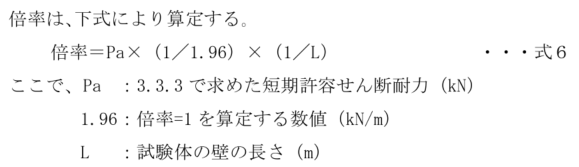 倍率は、下式により算定する。
倍率＝Pa×（1／1.96）×（1／L）　・・・式６
ここで、Pa　：3.3.3で求めた短期許容せん断耐力（kN）
1.96：倍率=1を算定する数値（kN/m）
L　：試験体の壁の長さ（m）